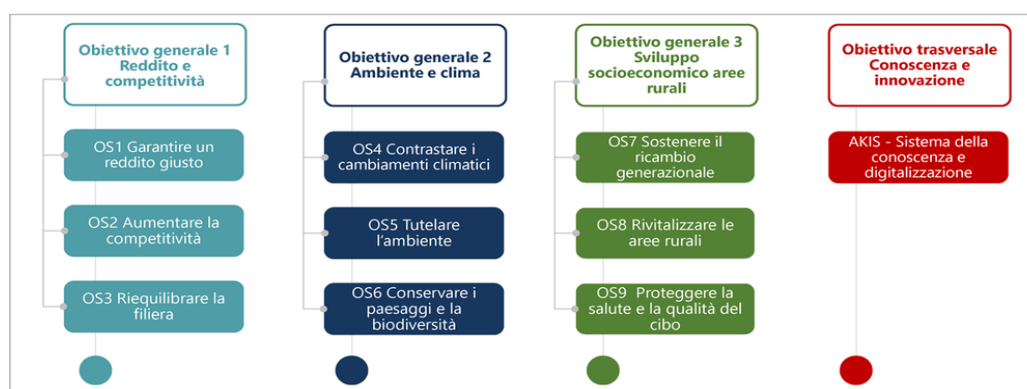 Obiettivo generale 1
Reddito e
competitività
OS1 Garantire un
reddito giusto
OS2 Aumentare la
competitività
OS3 Riequilibrare la
filiera
Obiettivo generale 2
Ambiente e clima
OS4 Contrastare i
cambiamenti climatici
OS5 Tutelare
l'ambiente
OS6 Conservare i
paesaggi e la
biodiversità
Obiettivo generale 3
Sviluppo
socioeconomico aree
rurali
OS7 Sostenere il
ricambio
generazionale
OS8 Rivitalizzare le
aree rurali
OS9 Proteggere la
salute e la qualità del
cibo
Obiettivo trasversale
Conoscenza e
innovazione
AKIS - Sistema della
conoscenza e
digitalizzazione